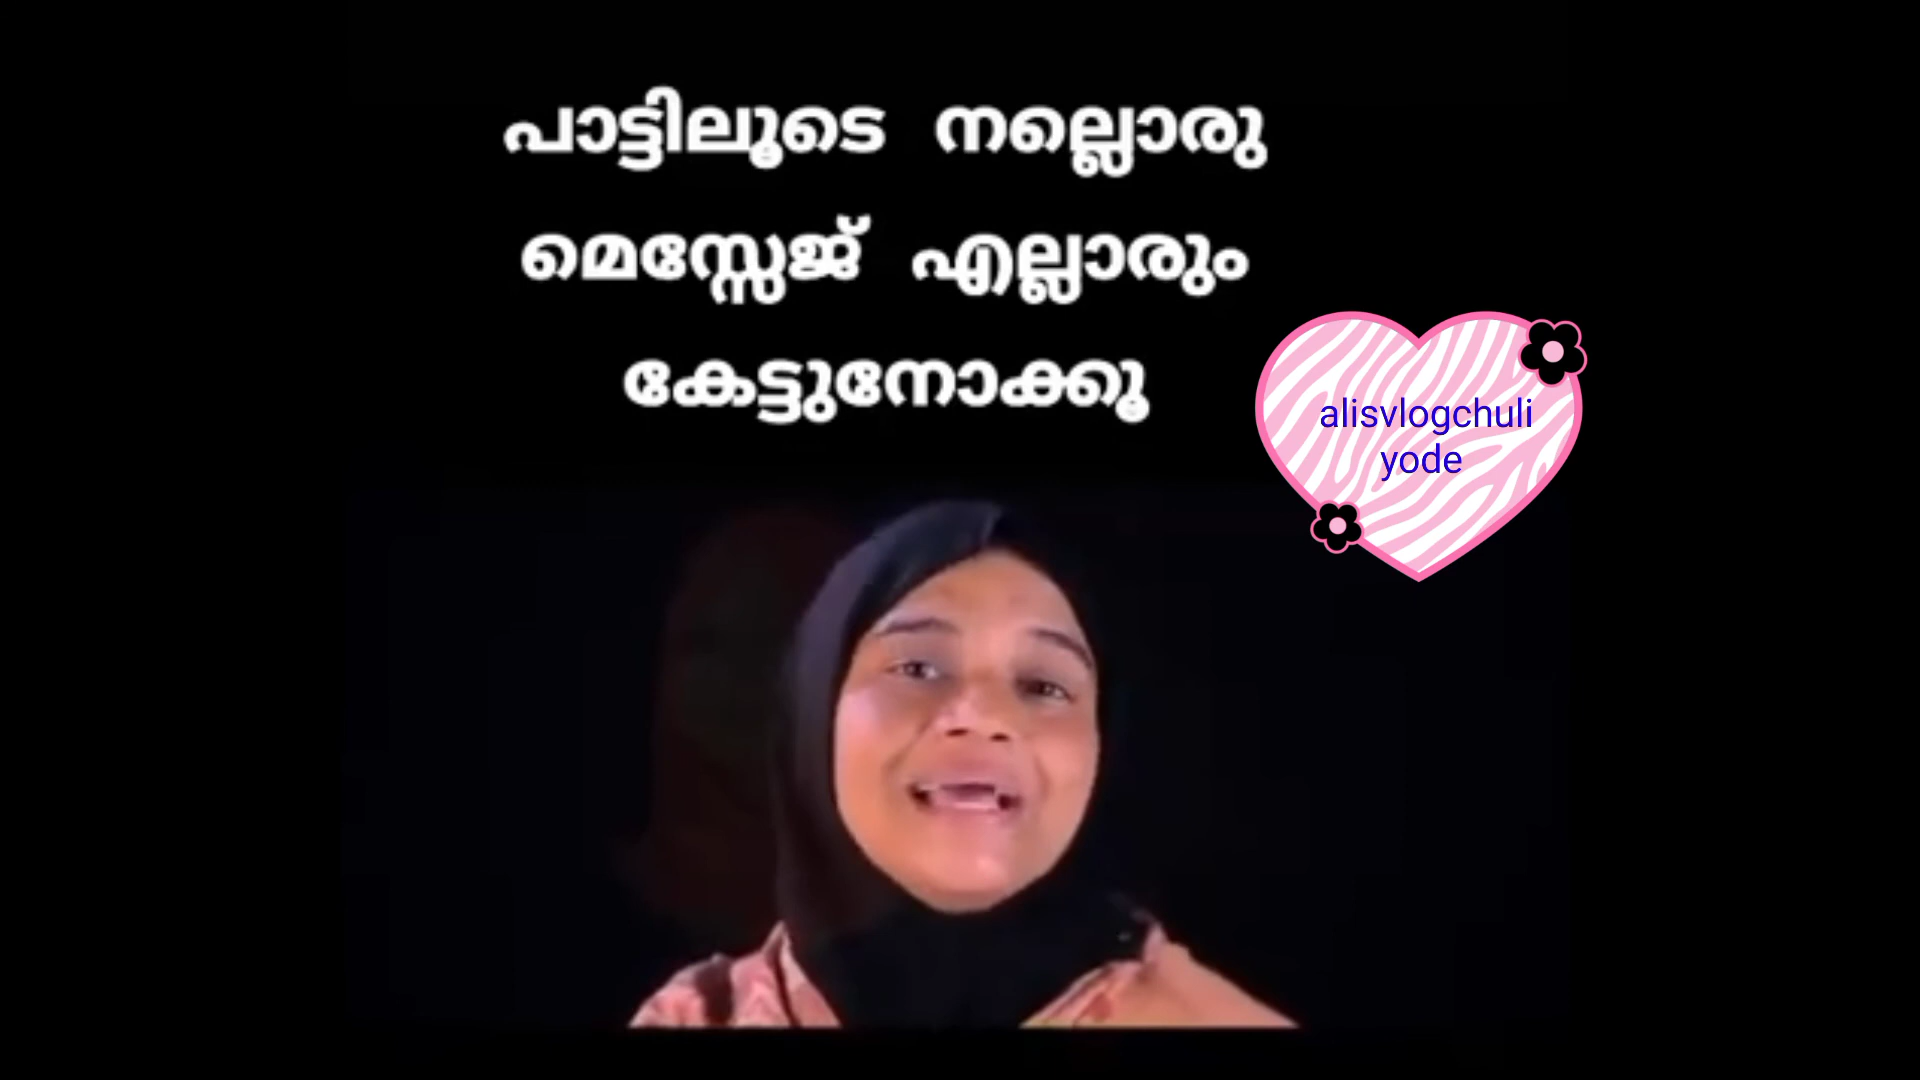 പാട്ടിലൂടെ നല്ലൊരു
മെസ്സേജ് എല്ലാരും
കേട്ടുനോക്കൂ
alisvlogchuli
yode